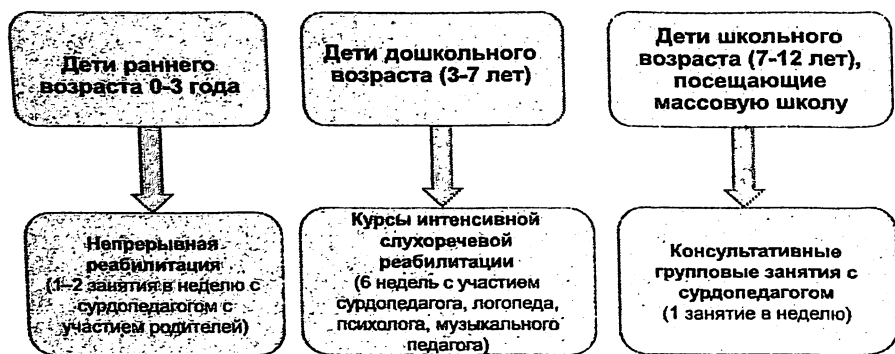 Дети раннего
возраста 0-3 года
Дети дошкольного
возраста (3-7 лет)
Дети школьного
возраста (7-12 лет),
посещающие
массовую школу
Непрерывная
реабилитация
(1–2 занятия в неделю с
сурдопедагогом с
участием родителей)
Курсы интенсивной
слухоречевой
реабилитации
(6 недель с участием
сурдопедагога, логопеда,
психолога, музыкального
педагога)
Консультативные
групповые занятия с
сурдопедагогом
(1 занятие в неделю)